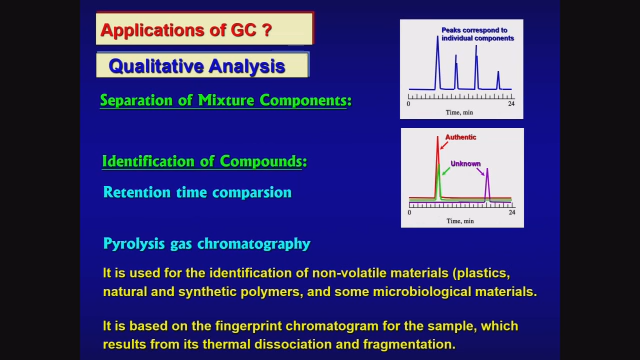 Applications of GC ?
Qualitative Analysis
Separation of Mixture Components:
Peaks correspond to
individual components
0
24
Time, min
Identification of Compounds:
Retention time comparsion
Authentic
Unknown
0
24
Time, min
Pyrolysis gas chromatography
It is used for the identification of non-volatile materials (plastics,
natural and synthetic polymers, and some microbiological materials.
It is based on the fingerprint chromatogram for the sample, which
results from its thermal dissociation and fragmentation.